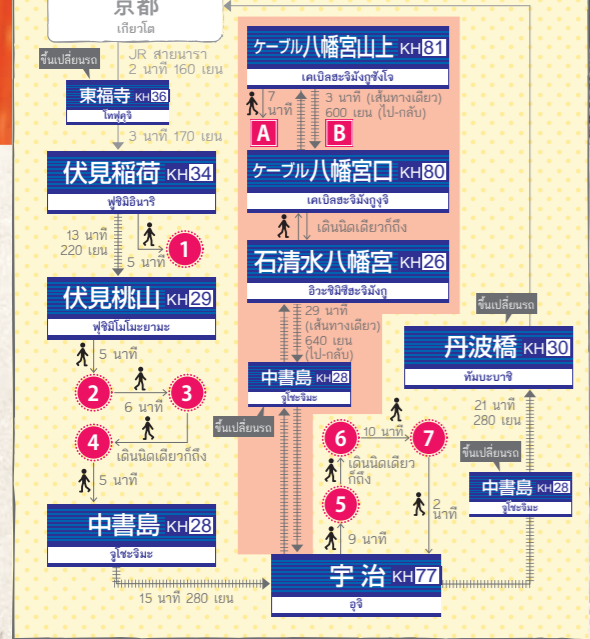 京都
เกียวโต
ขึ้นเปลี่ยนรถ
JR สายนารา
2 นาที 160 เยน
東福寺 KH36
โทฟุคุจิ
3 นาที 170 เยน
伏見稲荷 KH34
ฟูชิมิอินาริ
13 นาที
220 เยน
5 นาที
1
伏見桃山 KH29
ฟูชิมิโมโมะยามะ
5 นาที
2
6 นาที
3
4
เดินนิดเดียวก็ถึง
5 นาที
中書島 KH28
จูโชะจิมะ
15 นาที 280 เยน
ケーブル八幡宮山上 KH81
เคเบิลฮะจิมังกูซังโจ
7
นาที
A
B
3 นาที (เส้นทางเดียว)
600 เยน (ไป-กลับ)
ケーブル八幡宮口 KH80
เคเบิลฮะจิมังกูงุจิ
เดินนิดเดียวก็ถึง
石清水八幡宮 KH26
อิวะชิมิซึฮะจิมังกู
29 นาที
(เส้นทางเดียว)
640 เยน
(ไป-กลับ)
中書島 KH28
จูโชะจิมะ
ขึ้นเปลี่ยนรถ
6
10 นาที
7
เดินนิดเดียว
ก็ถึง
5
9 นาที
2
นาที
宇治 KH77
อุจิ
ขึ้นเปลี่ยนรถ
丹波橋 KH30
ทัมบะบาชิ
21 นาที
280 เยน
ขึ้นเปลี่ยนรถ
中書島 KH28
จูโชะจิมะ